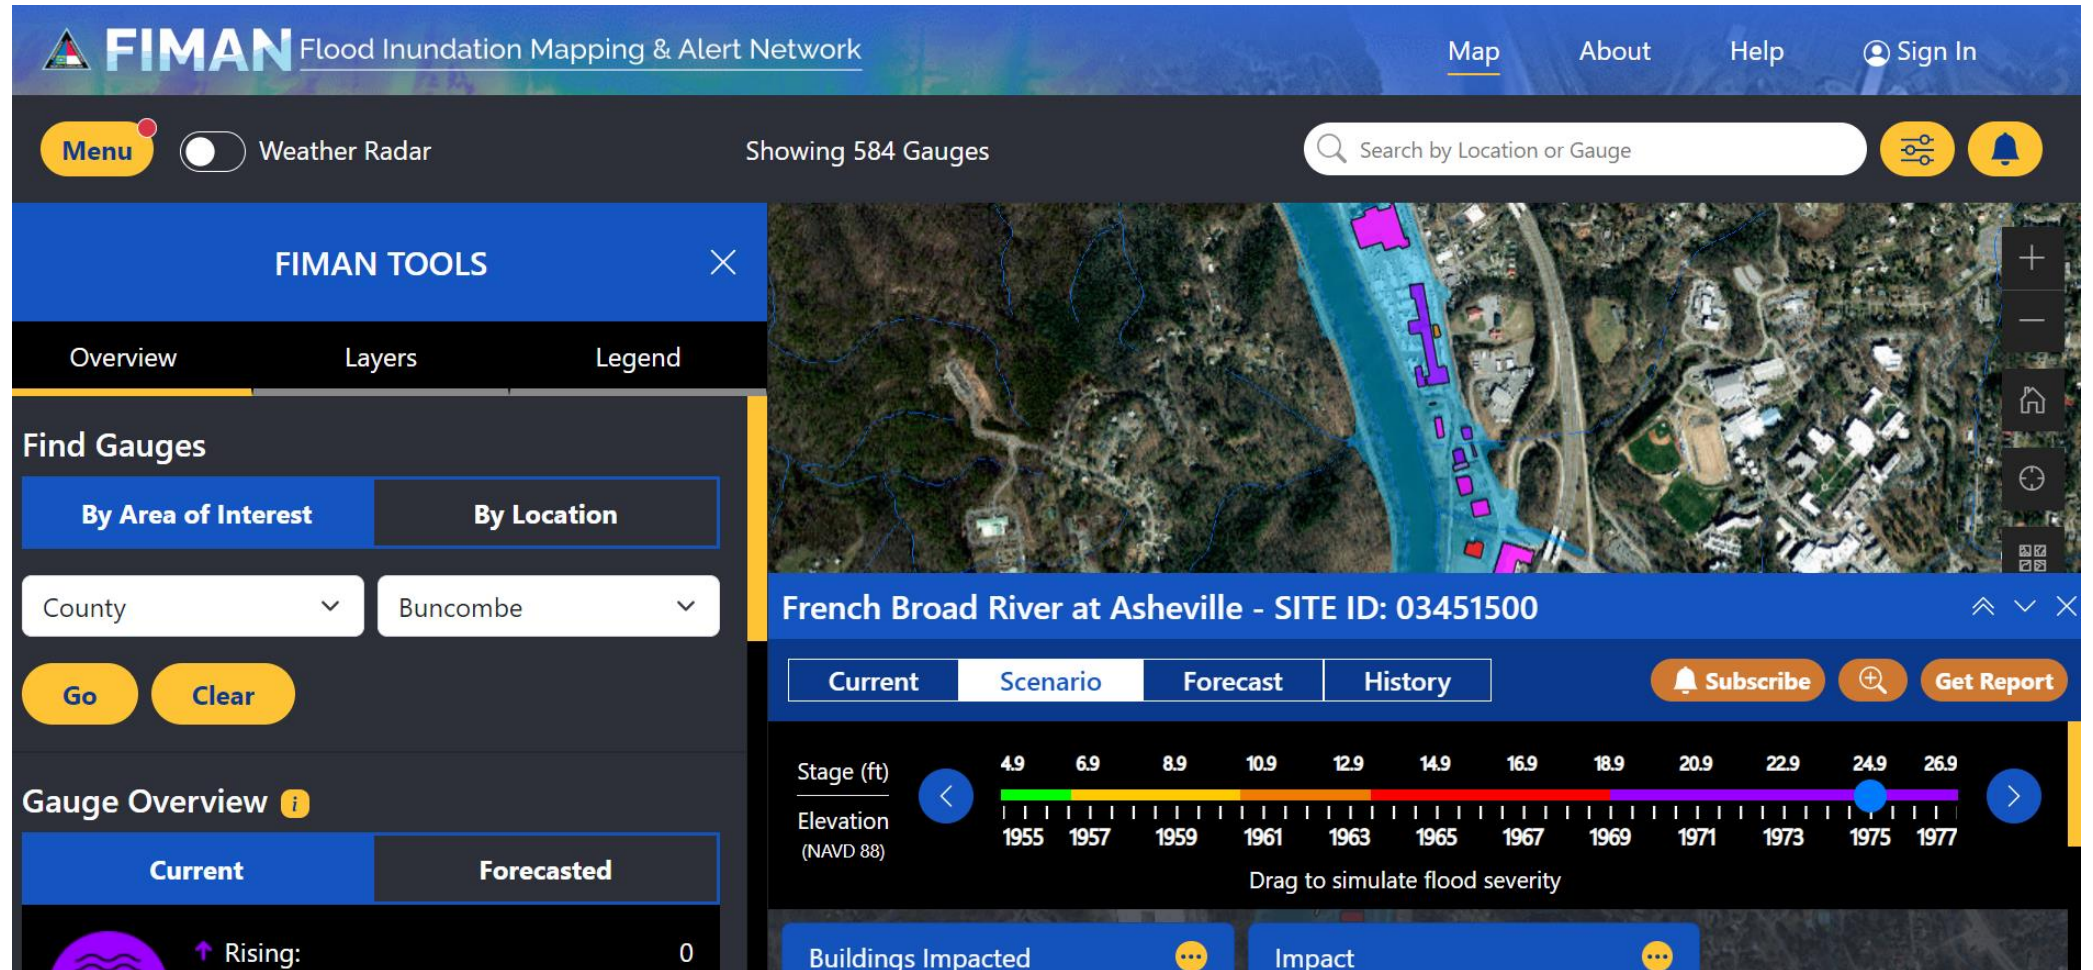 FIMAN Flood Inundation Mapping & Alert Network
Map About Help Sign In
Menu Weather Radar Showing 584 Gauges Search by Location or Gauge
FIMAN TOOLS
Overview Layers Legend
Find Gauges
By Area of Interest By Location
County Buncombe
Go Clear
Gauge Overview i
Current Forecasted
Rising: 0
French Broad River at Asheville - SITE ID: 03451500
Current Scenario Forecast History Subscribe Get Report
Stage (ft) 4.9 6.9 8.9 10.9 12.9 14.9 16.9 18.9 20.9 22.9 24.9 26.9
Elevation
(NAVD 88)
1955 1957 1959 1961 1963 1965 1967 1969 1971 1973 1975 1977
Drag to simulate flood severity
Buildings Impacted Impact